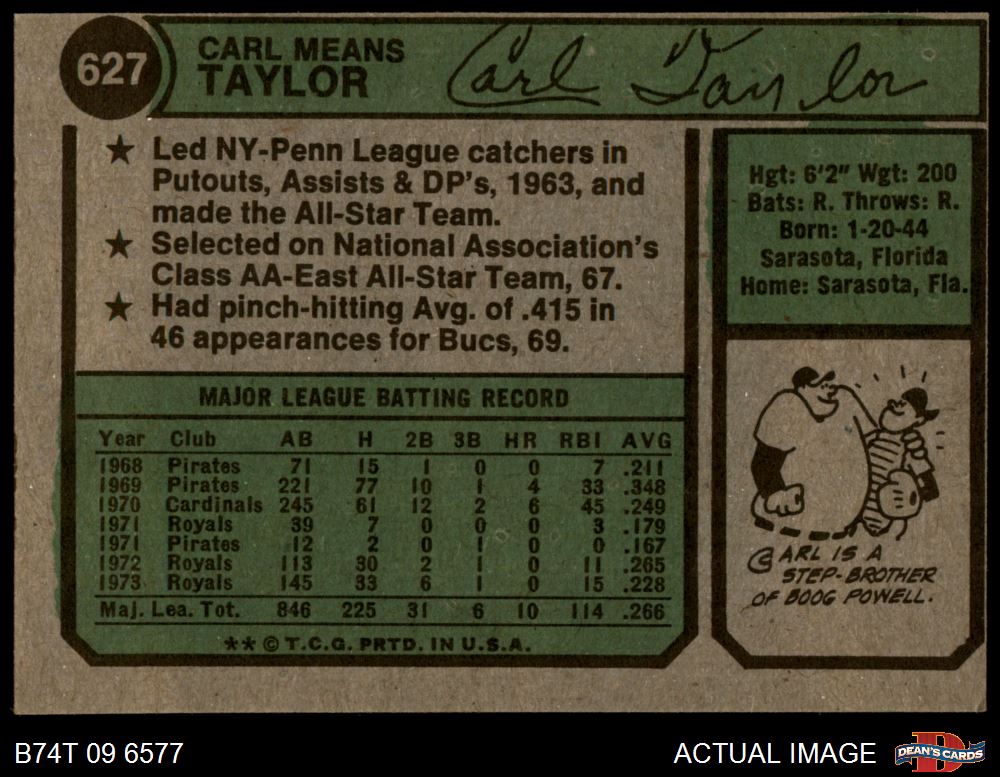 627
CARL MEANS
TAYLOR
Carl Taylor
★ Led NY-Penn League catchers in
Putouts, Assists & DP's, 1963, and
made the All-Star Team.
★ Selected on National Association's
Class AA-East All-Star Team, 67.
★ Had pinch-hitting Avg. of .415 in
46 appearances for Bucs, 69.
Hgt: 6'2" Wgt: 200
Bats: R. Throws: R.
Born: 1-20-44
Sarasota, Florida
Home: Sarasota, Fla.
MAJOR LEAGUE BATTING RECORD
Year Club AB H 2B 3B HR RBI AVG
1968 Pirates 71 15 1 0 0 7 .211
1969 Pirates 221 77 10 1 4 33 .348
1970 Cardinals 245 61 12 2 6 45 .249
1971 Royals 39 7 0 0 0 3 .179
1971 Pirates 12 2 0 1 0 0 .167
1972 Royals 113 30 2 1 0 11 .265
1973 Royals 145 33 6 1 0 15 .228
Maj. Lea. Tot. 846 225 31 6 10 114 .266
** © T.C.G. PRTD. IN U.S.A.
CARL IS A
STEP-BROTHER
OF BOOG POWELL.
B74T 09 6577
ACTUAL IMAGE
D
DEAN'S CARDS